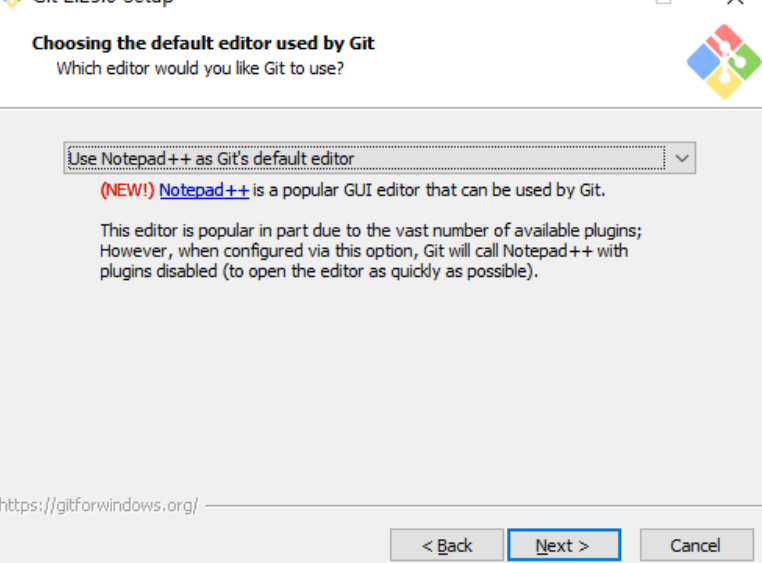 Choosing the default editor used by Git
Which editor would you like Git to use?
Use Notepad++ as Git's default editor
(NEW!) Notepad++ is a popular GUI editor that can be used by Git.
This editor is popular in part due to the vast number of available plugins;
However, when configured via this option, Git will call Notepad++ with
plugins disabled (to open the editor as quickly as possible).
https://gitforwindows.org/
< Back
Next >
Cancel